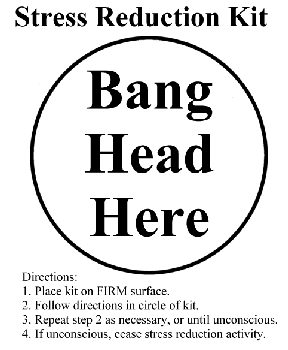 Stress Reduction Kit
Bang
Head
Here
Directions:
1. Place kit on FIRM surface.
2. Follow directions in circle of kit.
3. Repeat step 2 as necessary, or until unconscious.
4. If unconscious, cease stress reduction activity.